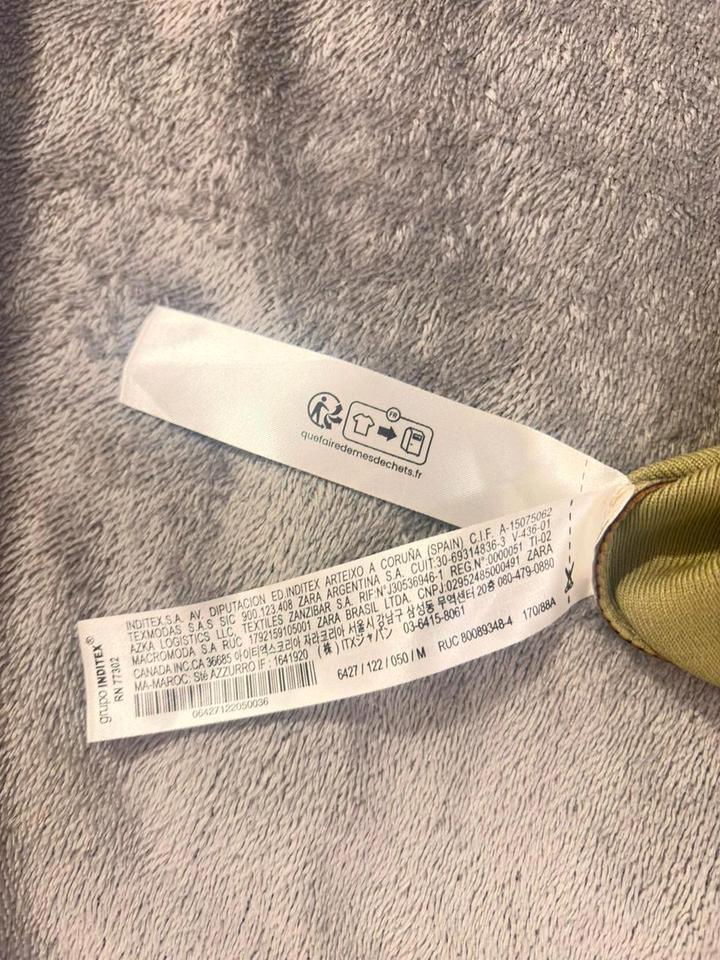 FR
quefairedemesdechets.fr
grupo INDITEX®
RN 77302
INDITEX,S.A. AV. DIPUTACION ED.INDITEX ARTEIXO A CORUÑA (SPAIN) C.I.F. A-15075062
TEXMODAS S.A.S SIC 900.123.408 ZARA ARGENTINA S.A. CUIT:30-69314836-3 V-436-01
AZKA LOGISTICS LLC, TEXTILES ZANZIBAR S.A. RIF:N°J30536946-1 REG.N°:0000051 TI-02
MACROMODA S.A RUC 1792159105001 ZARA BRASIL LTDA. CNPJ:02952485000491 ZARA
CANADA INC.CA 36685 아이티엑스코리아 자라코리아 서울시 강남구 삼성동 무역센터 20층 080-479-0880
MA-MAROC: Sté AZZURRO IF : 1641920 (株) ITXジャパン 03-6415-8061
6427 / 122 / 050 / M RUC 80089348-4 170/88A
06427122050036